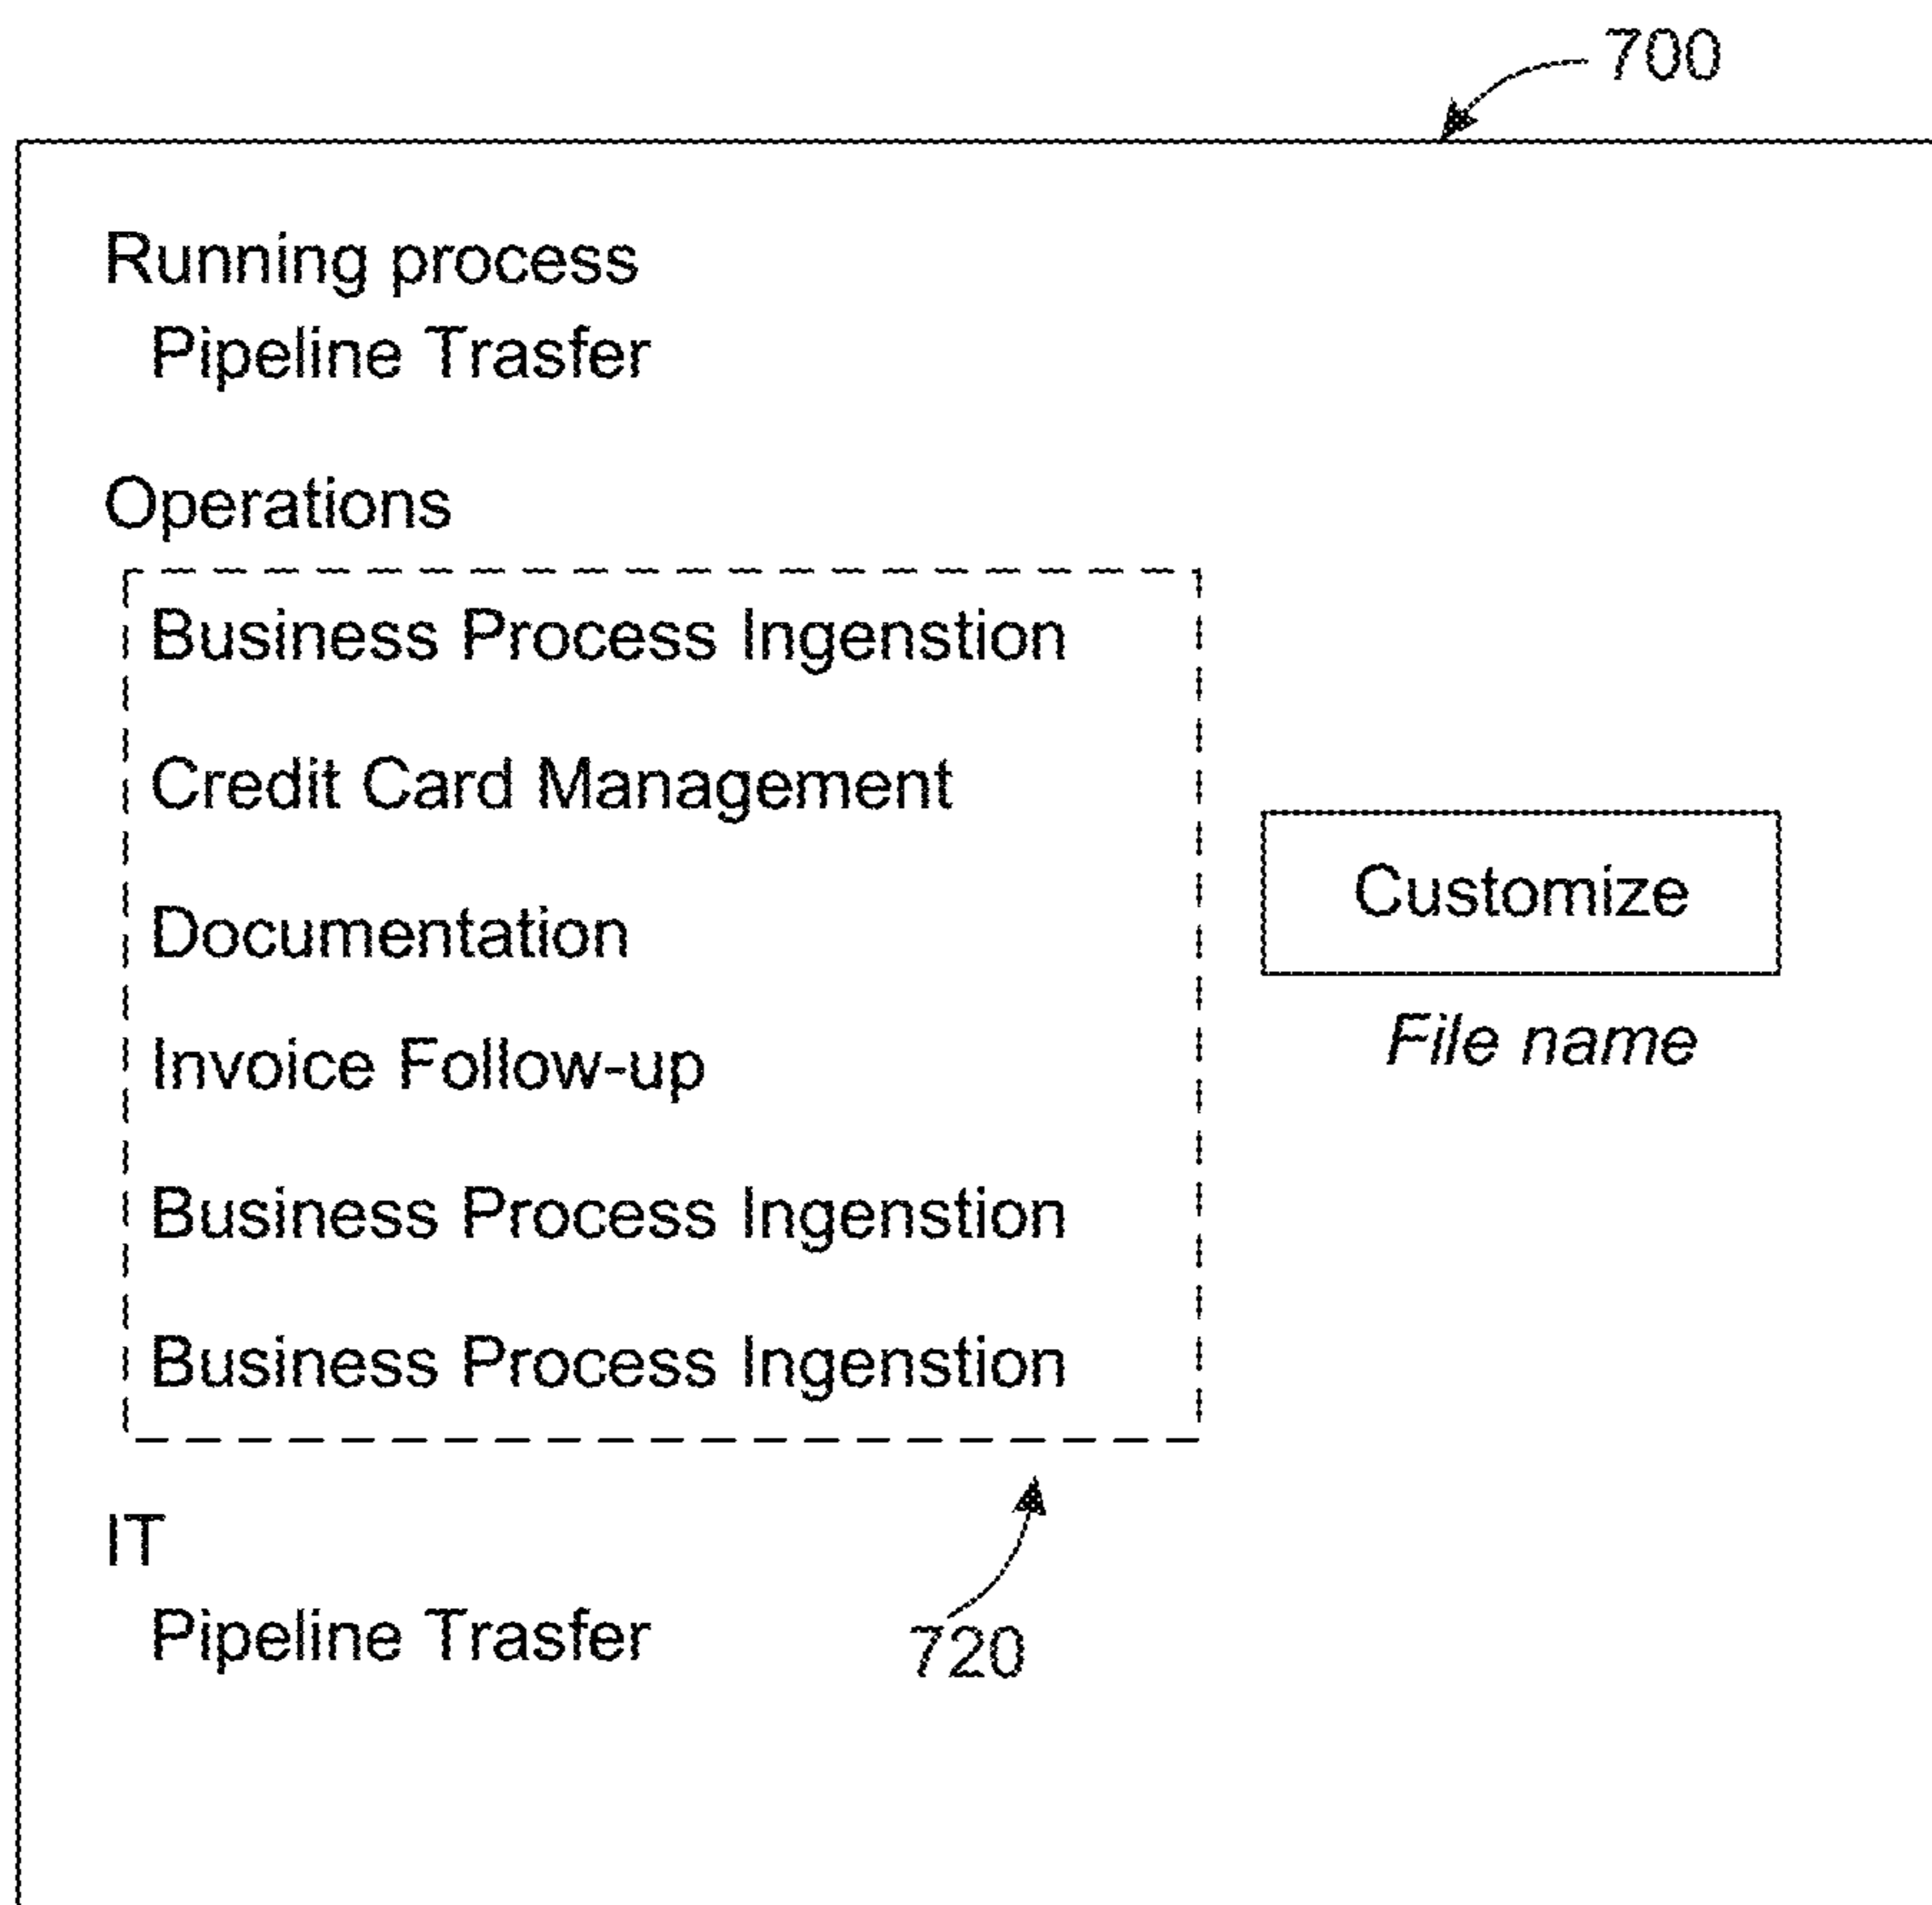 700
Running process
Pipeline Trasfer
Operations
Business Process Ingenstion
Credit Card Management
Customize
Documentation
File name
Invoice Follow-up
Business Process Ingenstion
Business Process Ingenstion
IT
Pipeline Trasfer
720